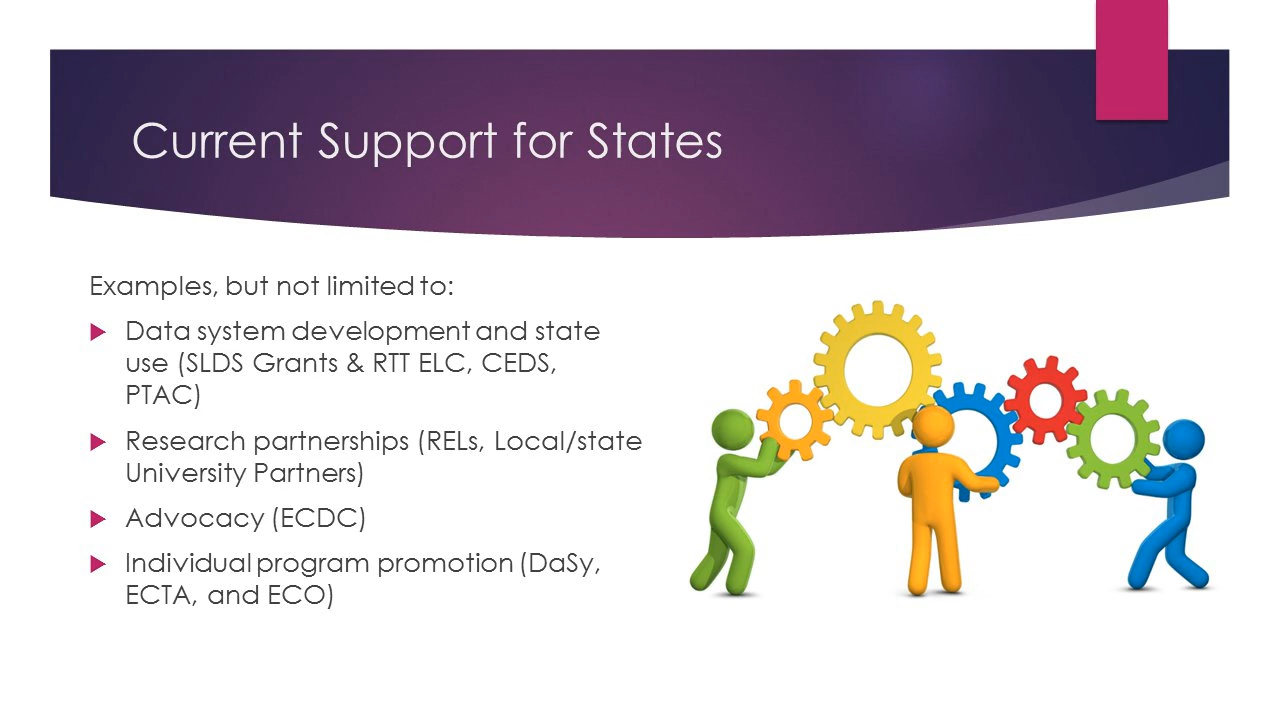 Current Support for States
Examples, but not limited to:
Data system development and state
use (SLDS Grants & RTT ELC, CEDS,
PTAC)
Research partnerships (RELs, Local/state
University Partners)
Advocacy (ECDC)
Individual program promotion (DaSy,
ECTA, and ECO)